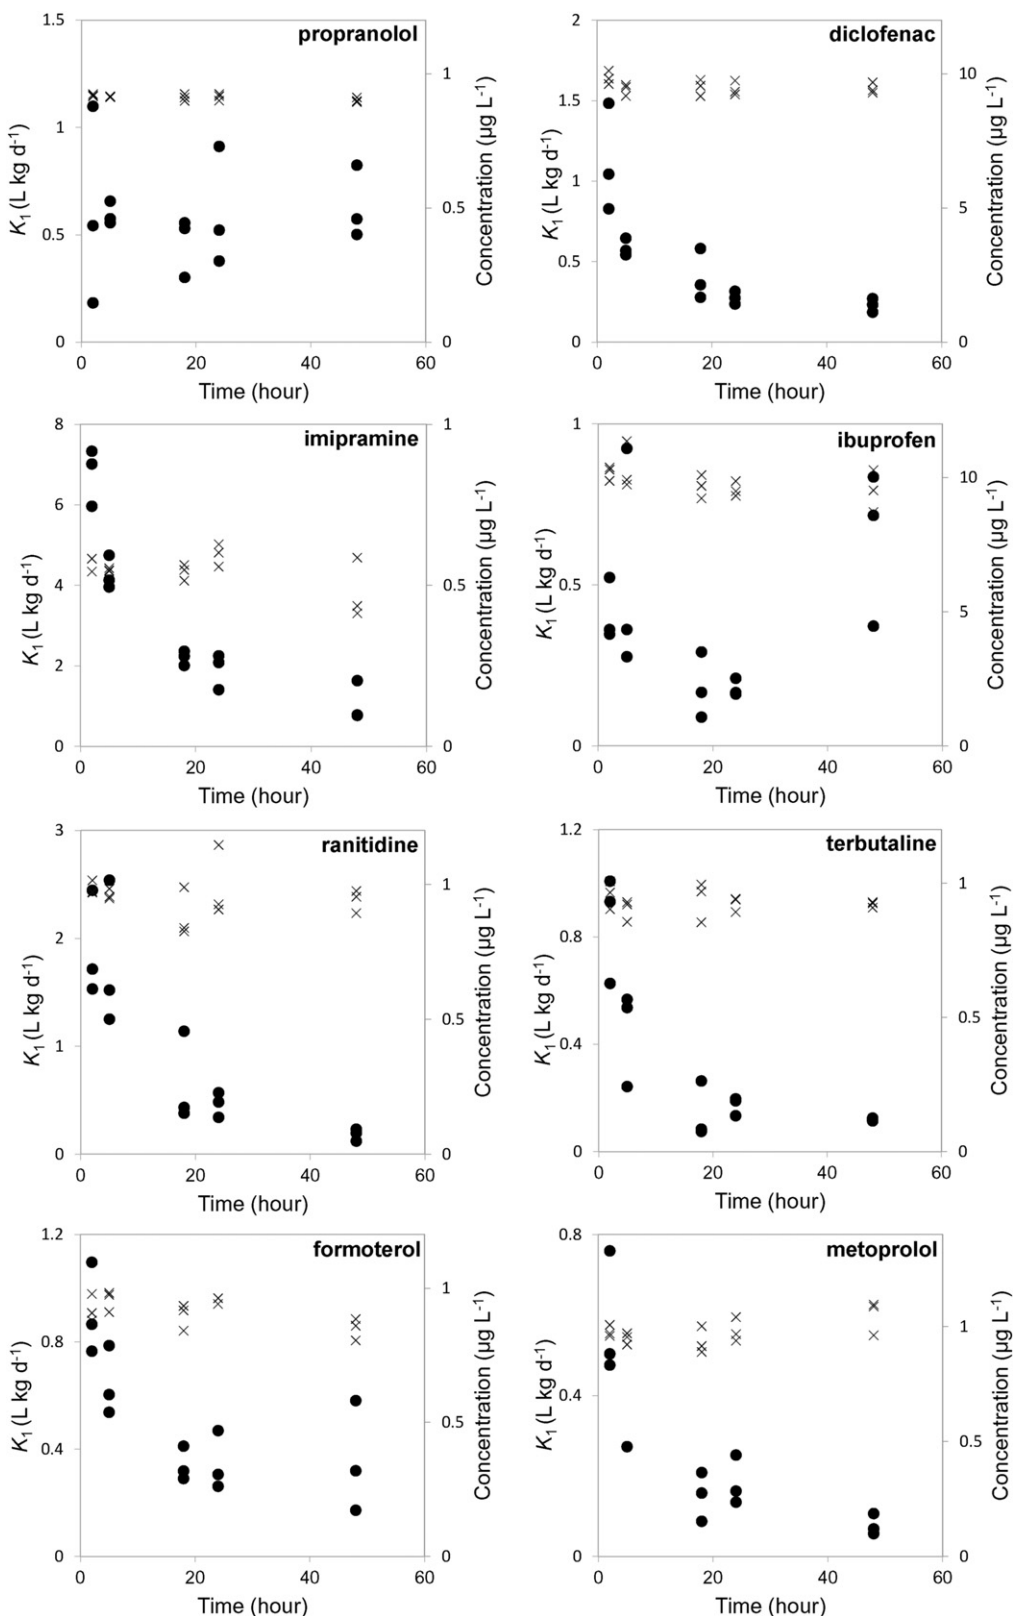 propranolol
1.5
1
0.5
0
1
0.5
0
0 20 40 60
K1 (L kg d-1)
Concentration (µg L-1)
Time (hour)
diclofenac
2
1.5
1
0.5
0
10
5
0
0 20 40 60
K1 (L kg d-1)
Concentration (µg L-1)
Time (hour)
imipramine
8
6
4
2
0
1
0.5
0
0 20 40 60
K1 (L kg d-1)
Concentration (µg L-1)
Time (hour)
ibuprofen
1
0.5
0
10
5
0
0 20 40 60
K1 (L kg d-1)
Concentration (µg L-1)
Time (hour)
ranitidine
3
2
1
0
1
0.5
0
0 20 40 60
K1 (L kg d-1)
Concentration (µg L-1)
Time (hour)
terbutaline
1.2
0.8
0.4
0
1
0.5
0
0 20 40 60
K1 (L kg d-1)
Concentration (µg L-1)
Time (hour)
formoterol
1.2
0.8
0.4
0
1
0.5
0
0 20 40 60
K1 (L kg d-1)
Concentration (µg L-1)
Time (hour)
metoprolol
0.8
0.4
0
1
0.5
0
0 20 40 60
K1 (L kg d-1)
Concentration (µg L-1)
Time (hour)